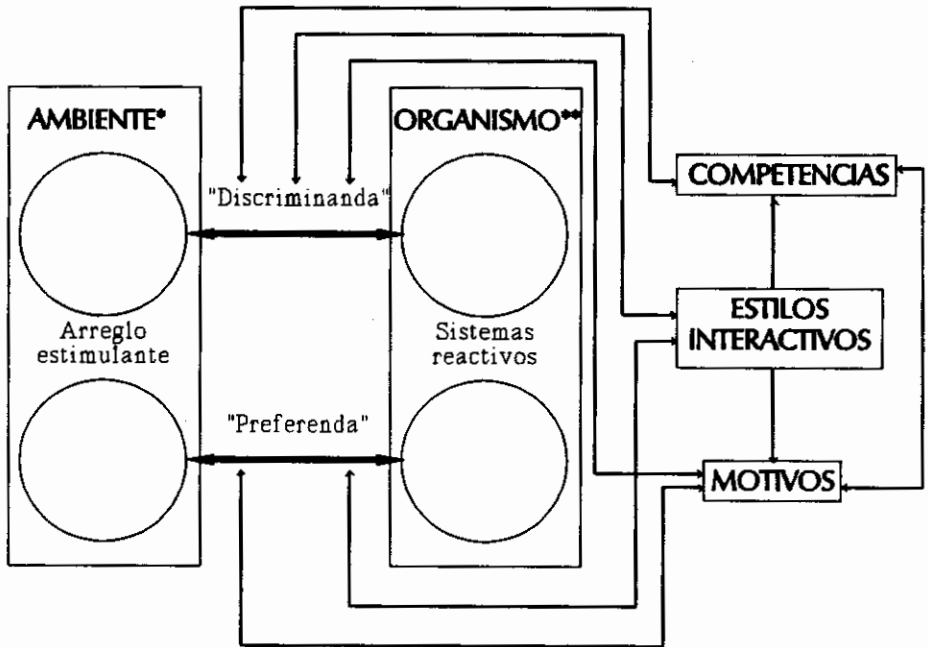 AMBIENTE*
ORGANISMO**
"Discriminanda"
COMPETENCIAS
ESTILOS
INTERACTIVOS
Arreglo
estimulante
Sistemas
reactivos
"Preferenda"
MOTIVOS